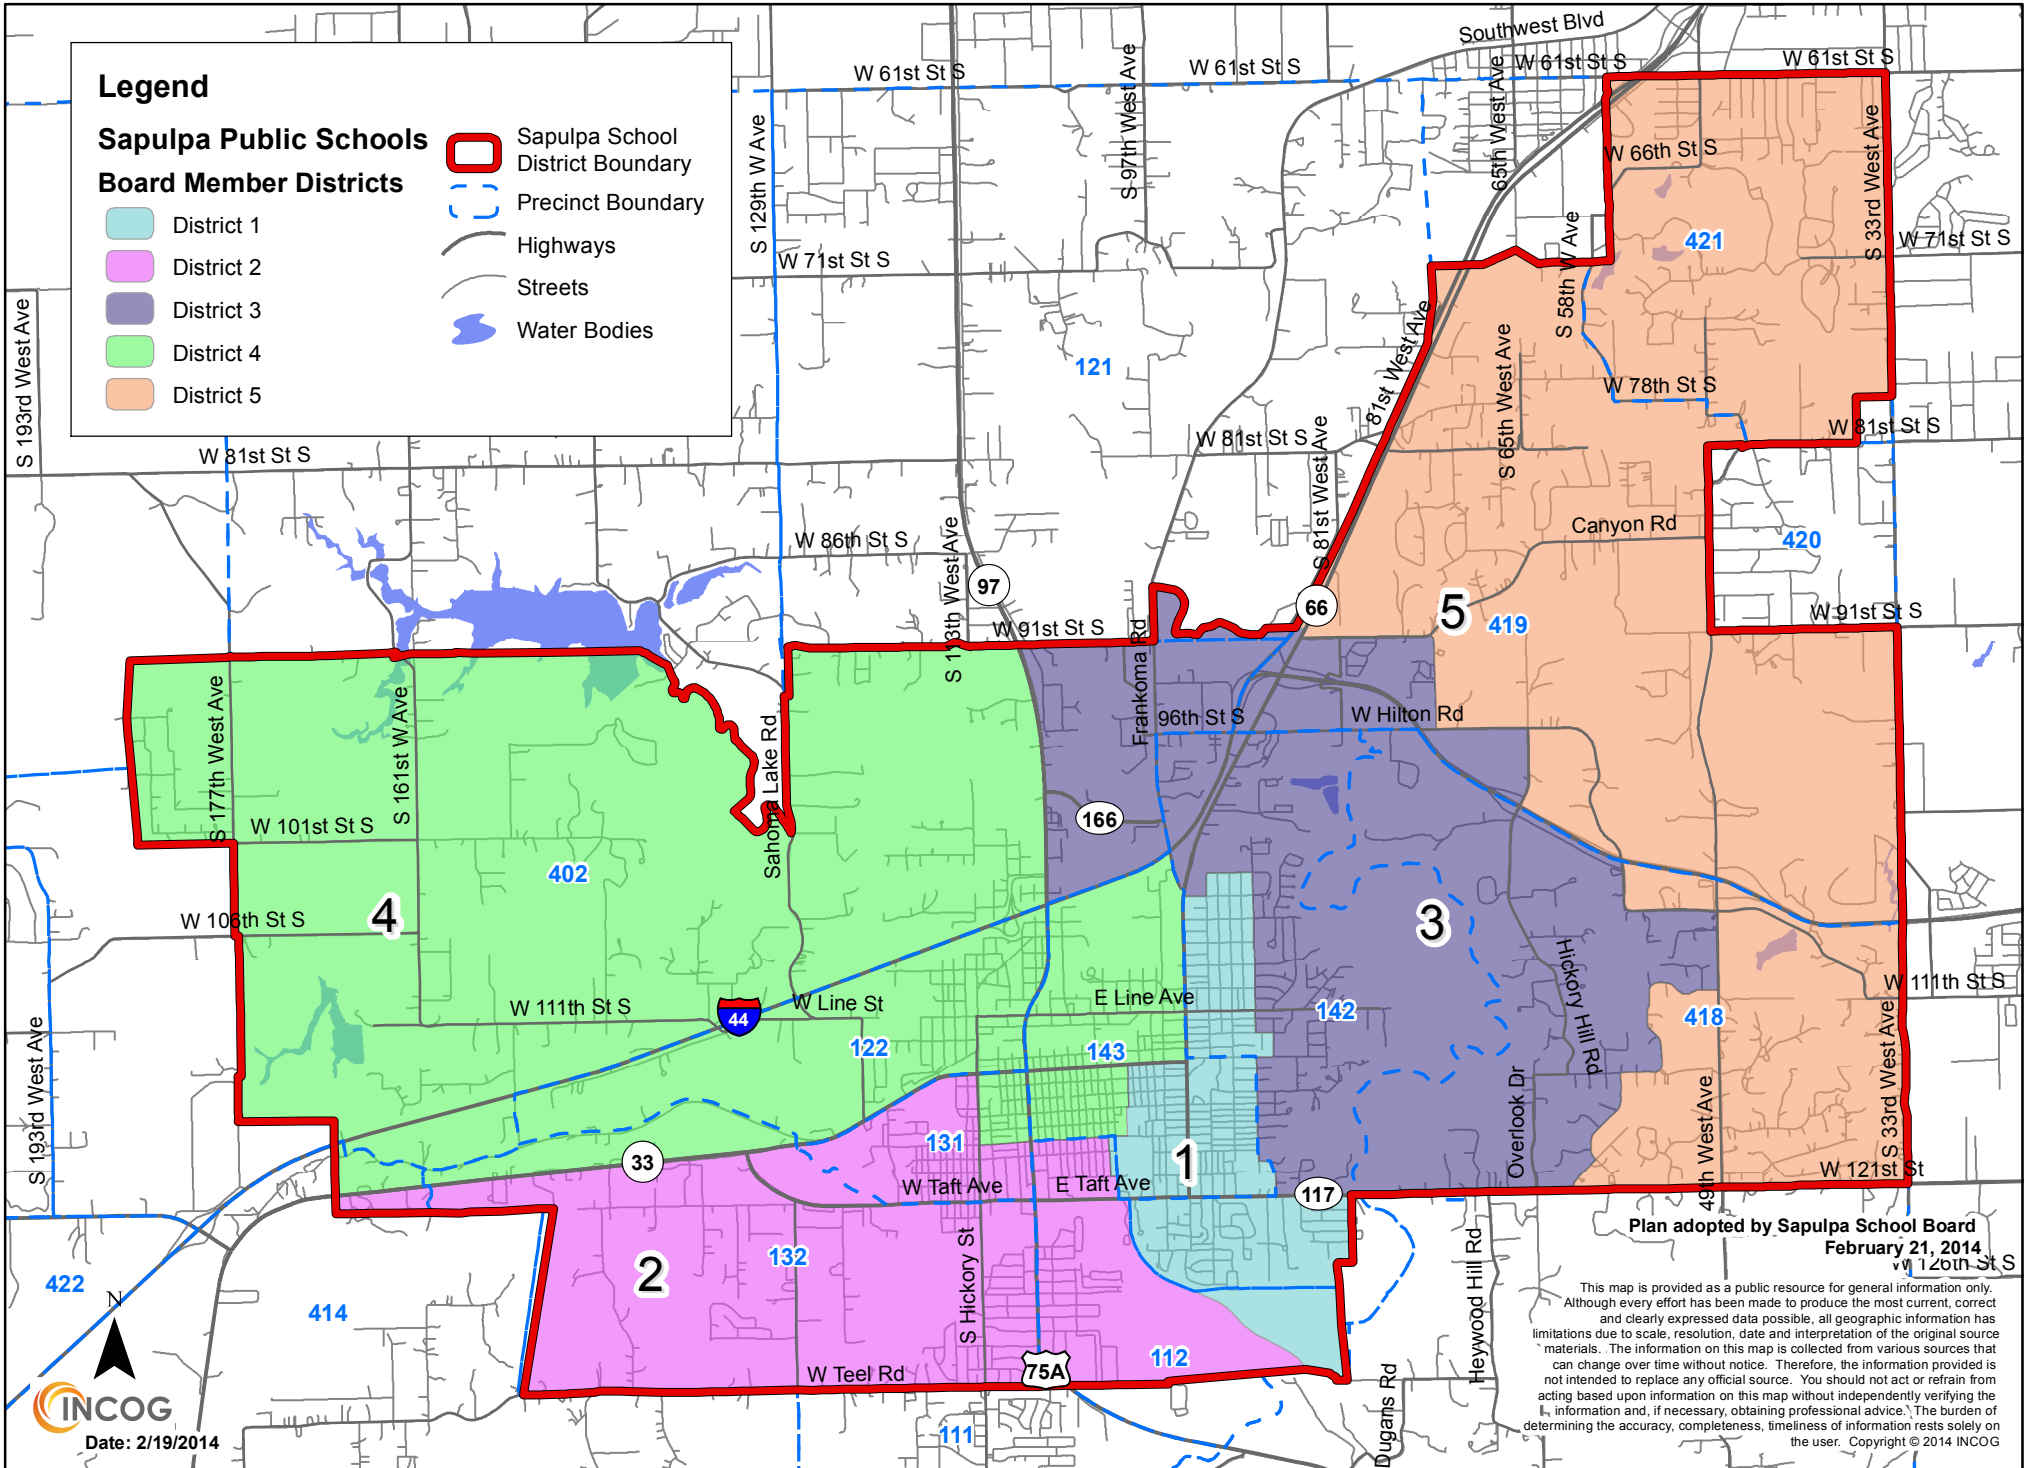 Legend
Sapulpa Public Schools
Board Member Districts
District 1
District 2
District 3
District 4
District 5
Sapulpa School
District Boundary
Precinct Boundary
Highways
Streets
Water Bodies
Southwest Blvd
W 61st St S
W 61st St S
W 61st St S
W 61st St S
S 129th W Ave
S 97th West Ave
65th West Ave
W 66th St S
S 33rd West Ave
421
W 71st St S
W 71st St S
S 58th W Ave
S 193rd West Ave
121
81st West Ave
S 65th West Ave
W 78th St S
W 81st St S
W 81st St S
W 81st St S
S 81st West Ave
Canyon Rd
420
W 86th St S
S 113th West Ave
97
66
5
419
W 91st St S
W 91st St S
Frankoma Rd
S 177th West Ave
S 161st W Ave
Sahoma Lake Rd
96th St S
W Hilton Rd
166
W 101st St S
402
4
W 106th St S
3
Hickory Hill Rd
W 111th St S
W 111th St S
44
W Line St
E Line Ave
142
418
122
143
S 193rd West Ave
Overlook Dr
49th West Ave
S 33rd West Ave
131
1
33
W Taft Ave
E Taft Ave
117
W 121st St
2
132
S Hickory St
Heywood Hill Rd
Plan adopted by Sapulpa School Board
February 21, 2014
W 126th St S
422
414
N
112
W Teel Rd
75A
Dugans Rd
111
INCOG
Date: 2/19/2014
This map is provided as a public resource for general information only.
Although every effort has been made to produce the most current, correct
and clearly expressed data possible, all geographic information has
limitations due to scale, resolution, date and interpretation of the original source
materials. The information on this map is collected from various sources that
can change over time without notice. Therefore, the information provided is
not intended to replace any official source. You should not act or refrain from
acting based upon information on this map without independently verifying the
information and, if necessary, obtaining professional advice. The burden of
determining the accuracy, completeness, timeliness of information rests solely on
the user. Copyright © 2014 INCOG